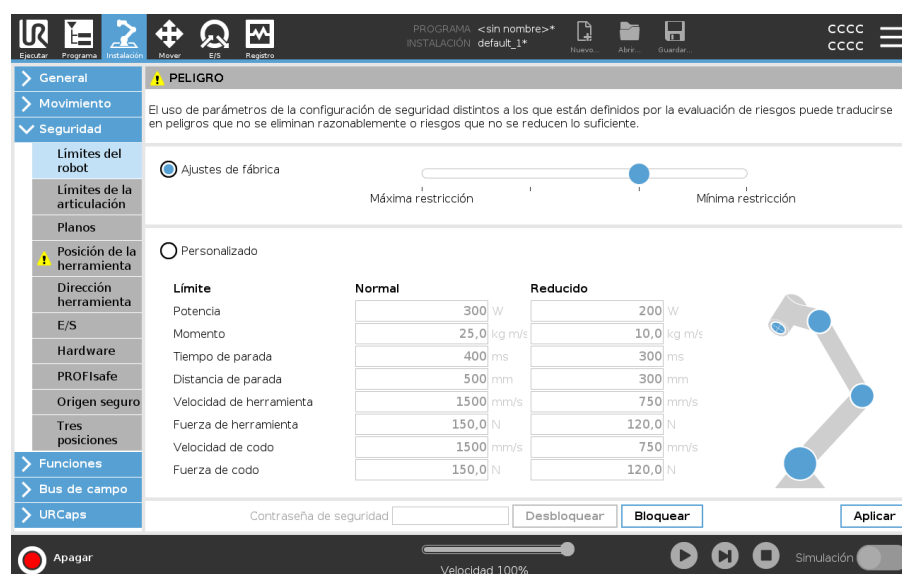 PROGRAMA <sin nombre>*
INSTALACIÓN default_1*
Ejecutar Programa Instalación Mover E/S Registro Nuevo... Abrir... Guardar...
CCCC
CCCC
General
Movimiento
Seguridad
Límites del
robot
Límites de la
articulación
Planos
Posición de la
herramienta
Dirección
herramienta
E/S
Hardware
PROFIsafe
Origen seguro
Tres
posiciones
Funciones
Bus de campo
URCaps
PELIGRO
El uso de parámetros de la configuración de seguridad distintos a los que están definidos por la evaluación de riesgos puede traducirse
en peligros que no se eliminan razonablemente o riesgos que no se reducen lo suficiente.
Ajustes de fábrica
Máxima restricción Mínima restricción
Personalizado
Límite Normal Reducido
Potencia 300 W 200 W
Momento 25,0 kg m/s 10,0 kg m/s
Tiempo de parada 400 ms 300 ms
Distancia de parada 500 mm 300 mm
Velocidad de herramienta 1500 mm/s 750 mm/s
Fuerza de herramienta 150,0 N 120,0 N
Velocidad de codo 1500 mm/s 750 mm/s
Fuerza de codo 150,0 N 120,0 N
Contraseña de seguridad Desbloquear Bloquear Aplicar
Apagar Velocidad 100% Simulación